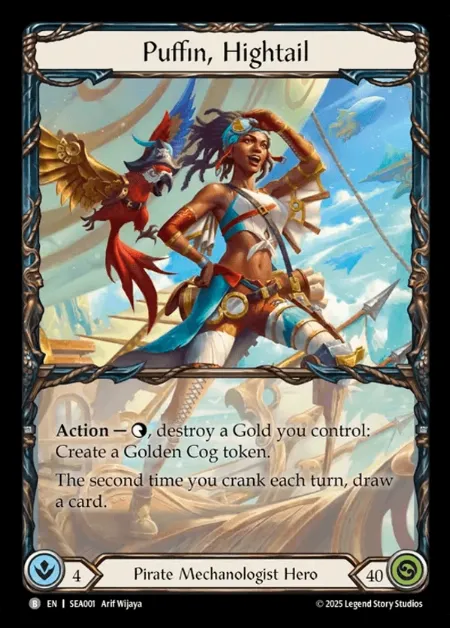 Puffin, Hightail
Action — , destroy a Gold you control:
Create a Golden Cog token.
The second time you crank each turn, draw
a card.
4 Pirate Mechanologist Hero 40
B EN | SEA001 Arif Wijaya © 2025 Legend Story Studios